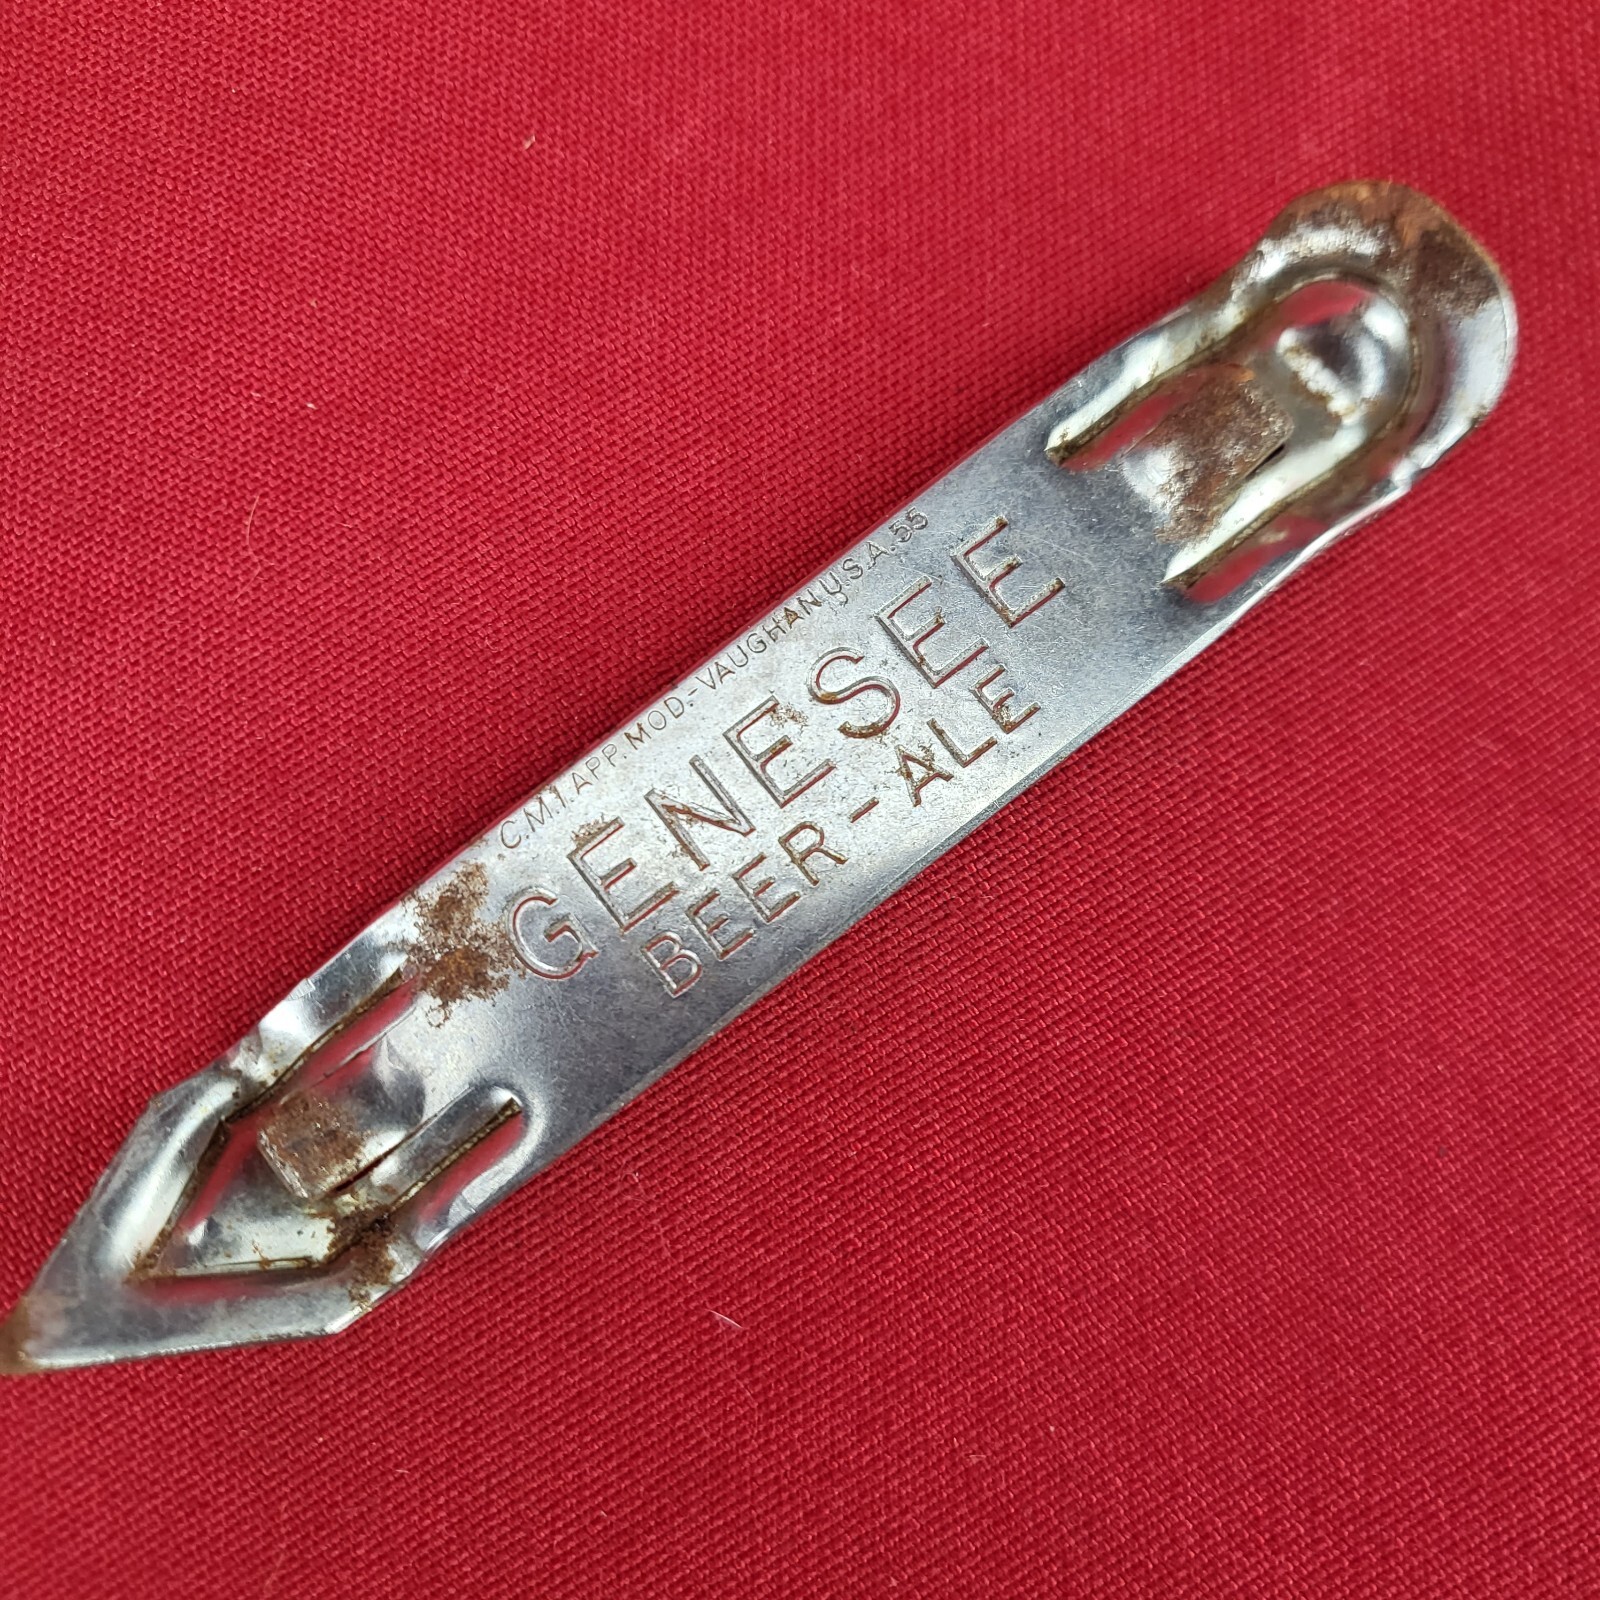 C.M.I. APP. MOD.-VAUGHAN U.S.A. 55
GENESEE
BEER-ALE